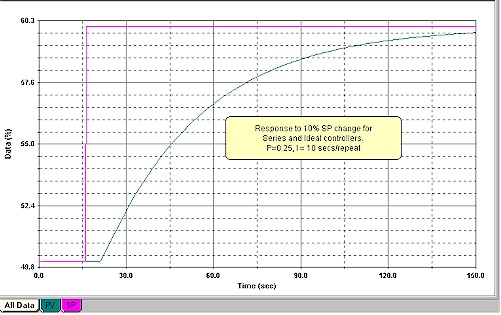 60.3
57.6
Data (%)
55.0
52.4
49.8
Response to 10% SP change for
Series and Ideal controllers.
P=0.25, I = 10 secs/repeat
0.0 30.0 60.0 90.0 120.0 150.0
Time (sec)
All Data PV SP